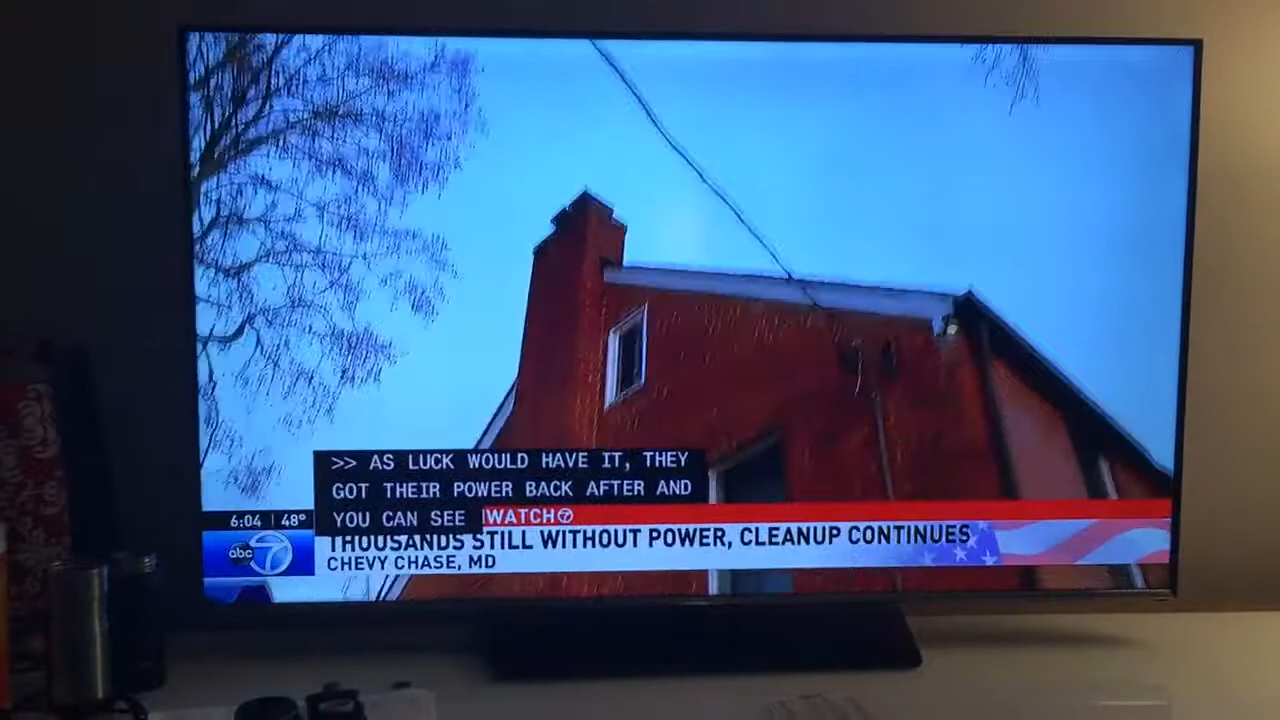 >> AS LUCK WOULD HAVE IT, THEY
GOT THEIR POWER BACK AFTER AND
YOU CAN SEE
WATCH 7
6:04 48°
abc 7
THOUSANDS STILL WITHOUT POWER, CLEANUP CONTINUES
CHEVY CHASE, MD